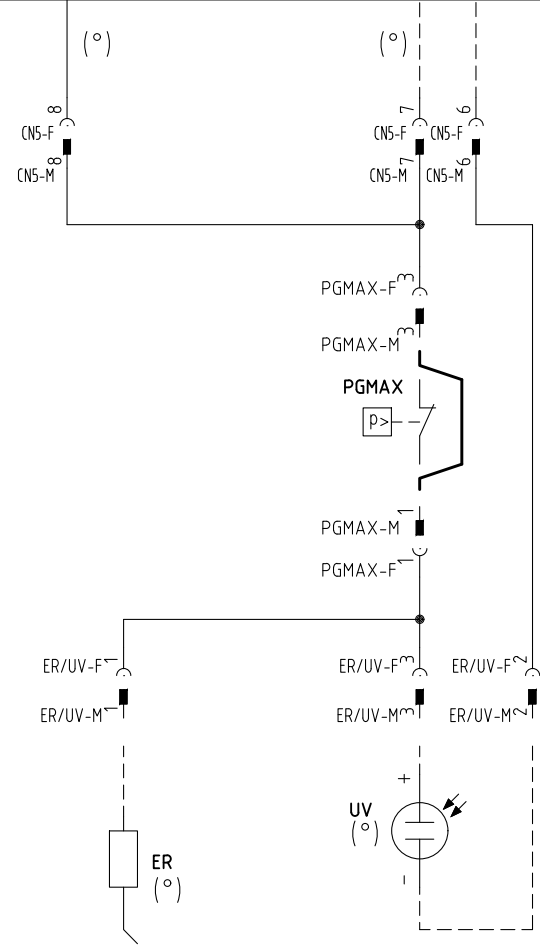 (°) (°)
8 7 6
CN5-F CN5-F CN5-F
8 7 6
CN5-M CN5-M CN5-M
PGMAX-F 3
PGMAX-M 3
PGMAX
p>
PGMAX-M 1
PGMAX-F 1
ER/UV-F 1 ER/UV-F 3 ER/UV-F 2
ER/UV-M 1 ER/UV-M 3 ER/UV-M 2
+
UV
(°)
ER
(°)
-